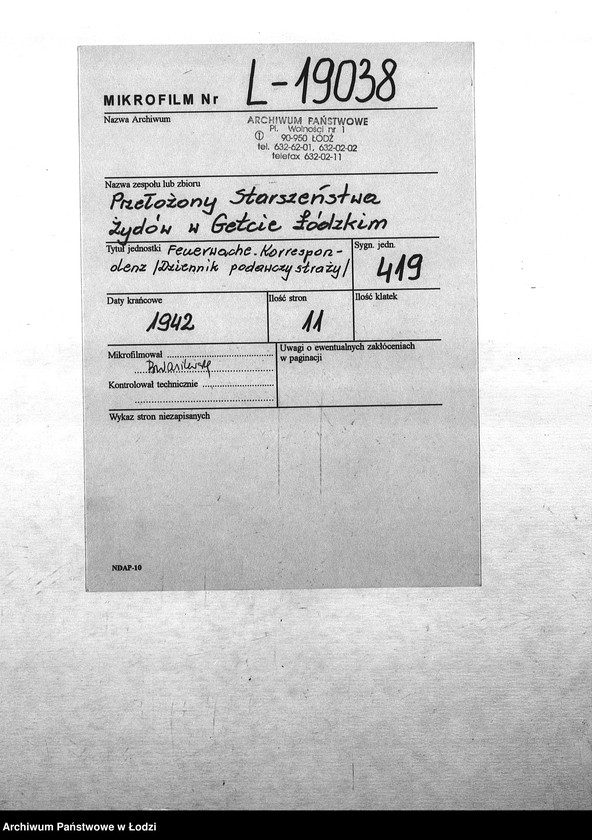 MIKROFILM Nr L-19038
Nazwa Archiwum
ARCHIWUM PAŃSTWOWE
Pl. Wolności nr 1
① 90-950 ŁÓDŹ
tel. 632-62-01, 632-02-02
telefax 632-02-11
Nazwa zespołu lub zbioru
Przełożony Starszeństwa
Żydów w Getcie Łódzkim
Tytuł jednostki Feuerwache. Korrespon-
denz /Dziennik podawczy straży/
Sygn. jedn.
419
Daty krańcowe
1942
Ilość stron
11
Ilość klatek
Mikrofilmował
Kontrolował technicznie
Uwagi o ewentualnych zakłóceniach
w paginacji
Wykaz stron niezapisanych
NDAP-10
Archiwum Państwowe w Łodzi